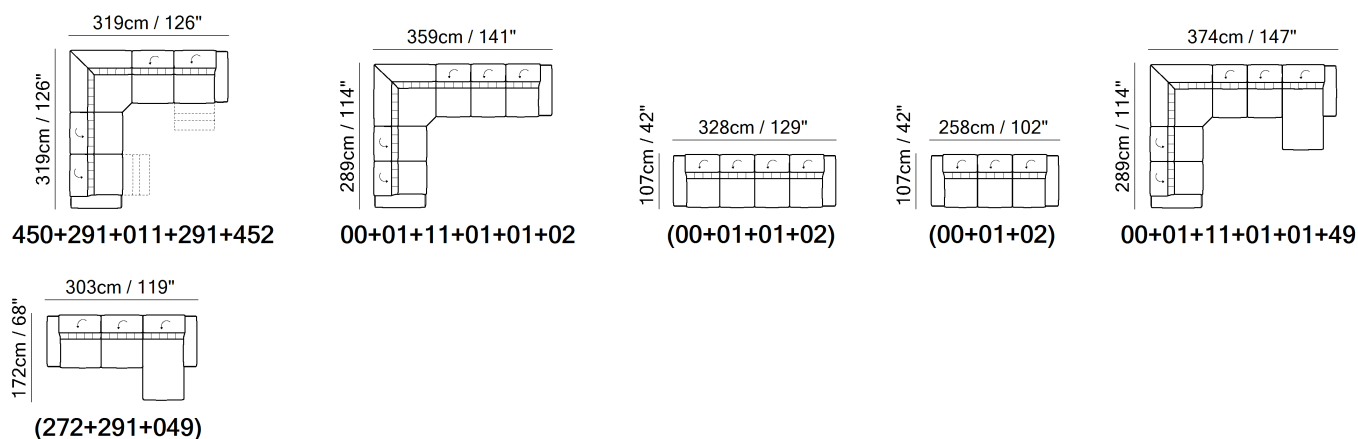 319cm / 126"
319cm / 126"
450+291+011+291+452
359cm / 141"
289cm / 114"
00+01+11+01+01+02
328cm / 129"
107cm / 42"
(00+01+01+02)
258cm / 102"
107cm / 42"
(00+01+02)
374cm / 147"
289cm / 114"
00+01+11+01+01+49
303cm / 119"
172cm / 68"
(272+291+049)